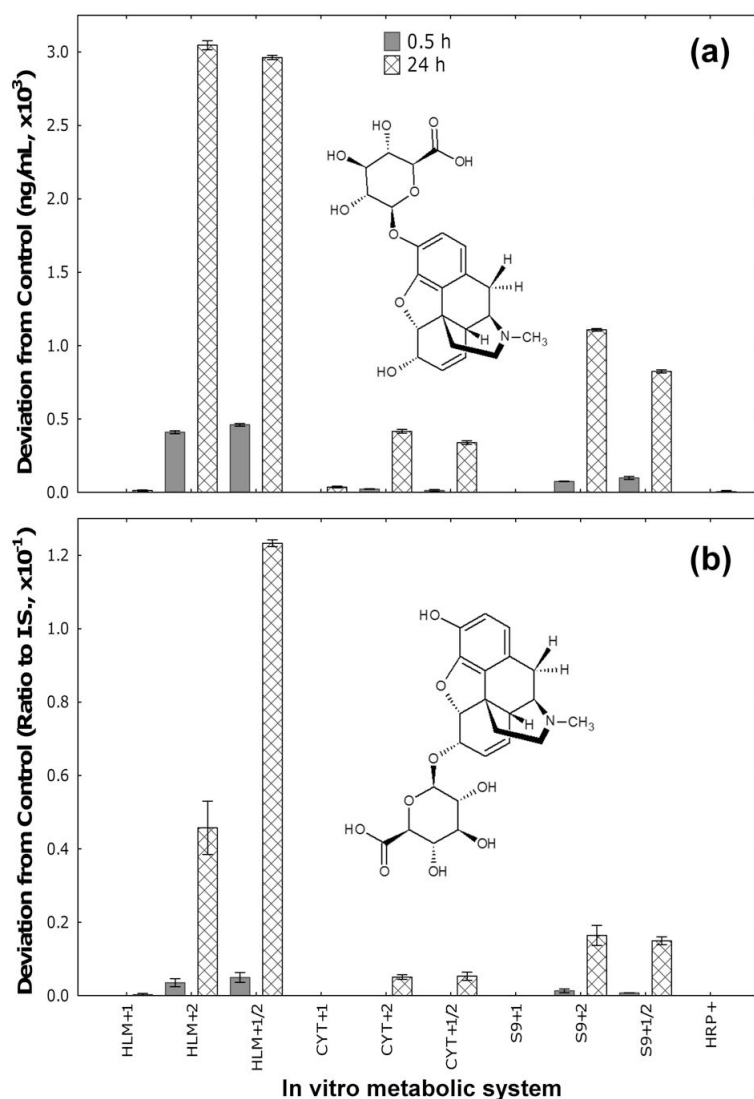 (a)
0.5 h
24 h
Deviation from Control (ng/mL, x10³)
3.0
2.5
2.0
1.5
1.0
0.5
0.0
HO
O
OH
HO
O
HO
O
O
H
H
H
N
CH₃
HO
(b)
Deviation from Control (Ratio to I.S., x10⁻¹)
1.2
1.0
0.8
0.6
0.4
0.2
0.0
HO
O
H
H
H
N
CH₃
O
O
OH
HO
O
OH
OH
HLM+1
HLM+2
HLM+1/2
CYT+1
CYT+2
CYT+1/2
S9+1
S9+2
S9+1/2
HRP+
In vitro metabolic system